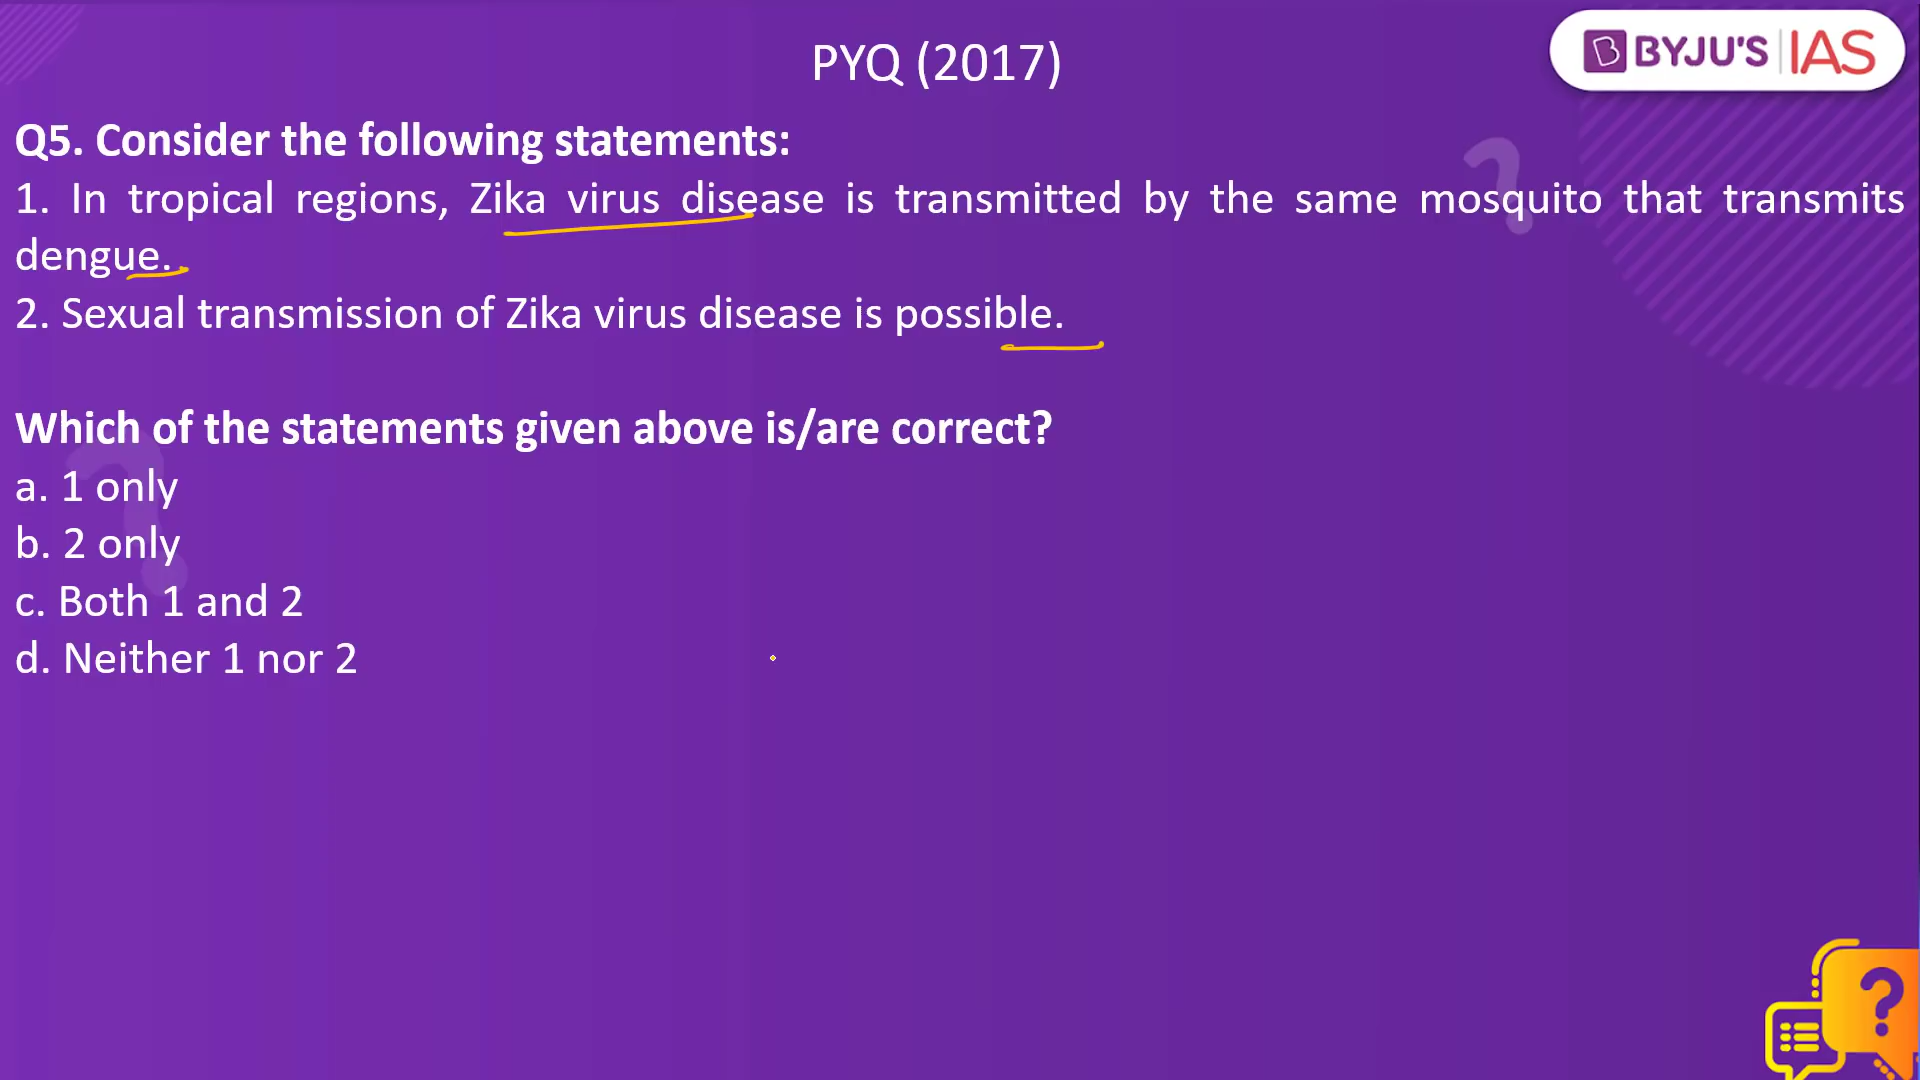 PYQ (2017)
BYJU'S IAS
Q5. Consider the following statements:
1. In tropical regions, Zika virus disease is transmitted by the same mosquito that transmits
dengue.
2. Sexual transmission of Zika virus disease is possible.
Which of the statements given above is/are correct?
a. 1 only
b. 2 only
c. Both 1 and 2
d. Neither 1 nor 2